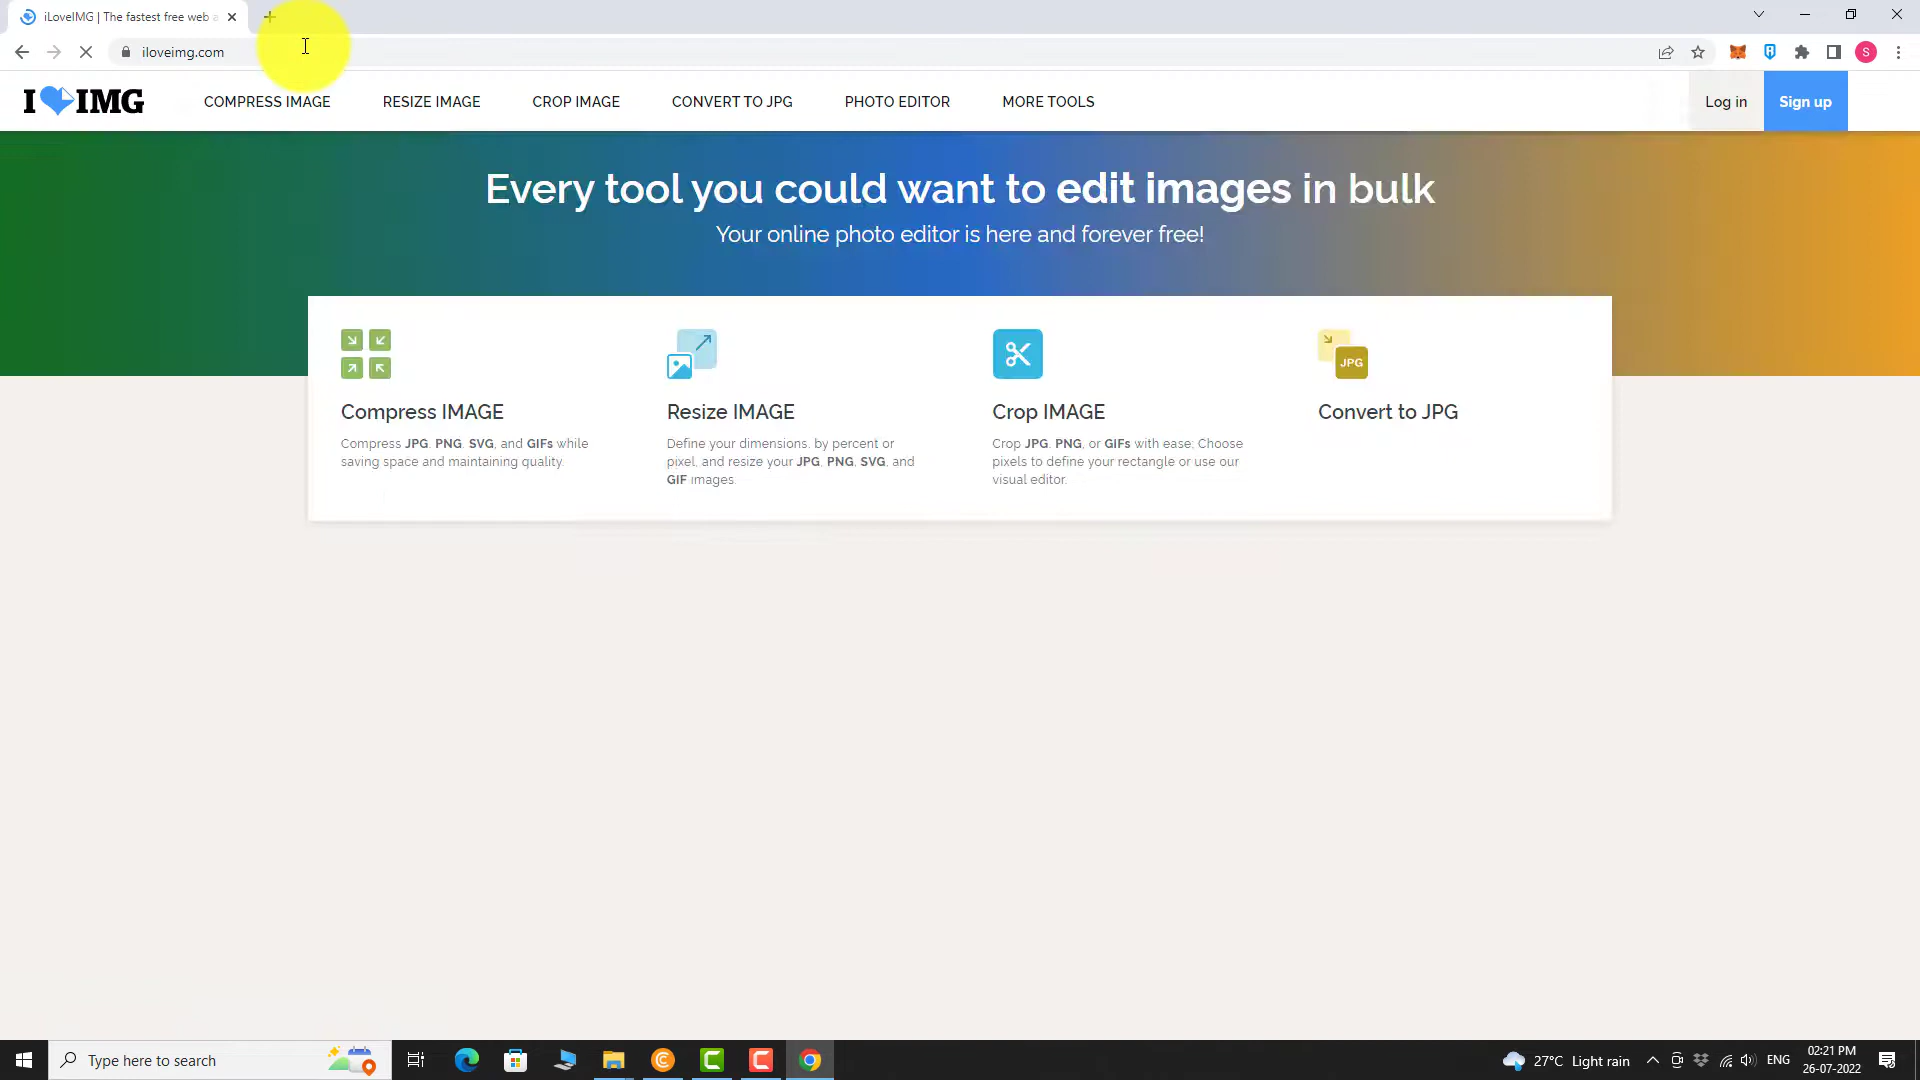 iLoveIMG | The fastest free web a
iloveimg.com
S
I IMG
COMPRESS IMAGE
RESIZE IMAGE
CROP IMAGE
CONVERT TO JPG
PHOTO EDITOR
MORE TOOLS
Log in
Sign up
Every tool you could want to edit images in bulk
Your online photo editor is here and forever free!
JPG
Compress IMAGE
Compress JPG, PNG, SVG, and GIFs while
saving space and maintaining quality.
Resize IMAGE
Define your dimensions, by percent or
pixel, and resize your JPG, PNG, SVG, and
GIF images.
Crop IMAGE
Crop JPG, PNG, or GIFs with ease; Choose
pixels to define your rectangle or use our
visual editor.
Convert to JPG
Type here to search
27°C Light rain
ENG
02:21 PM
26-07-2022